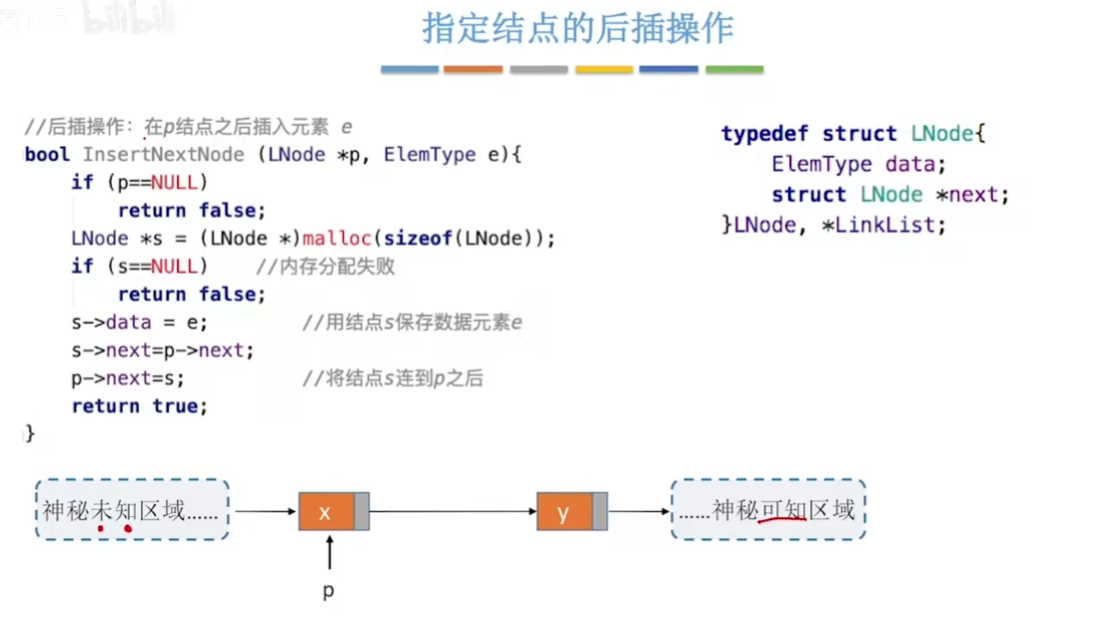 bilibili
指定结点的后插操作
//后插操作：在p结点之后插入元素 e
bool InsertNextNode (LNode *p, ElemType e){
if (p==NULL)
return false;
LNode *s = (LNode *)malloc(sizeof(LNode));
if (s==NULL) //内存分配失败
return false;
s->data = e; //用结点s保存数据元素e
s->next=p->next;
p->next=s; //将结点s连到p之后
return true;
}
typedef struct LNode{
ElemType data;
struct LNode *next;
}LNode, *LinkList;
神秘未知区域......
x
y
......神秘可知区域
p